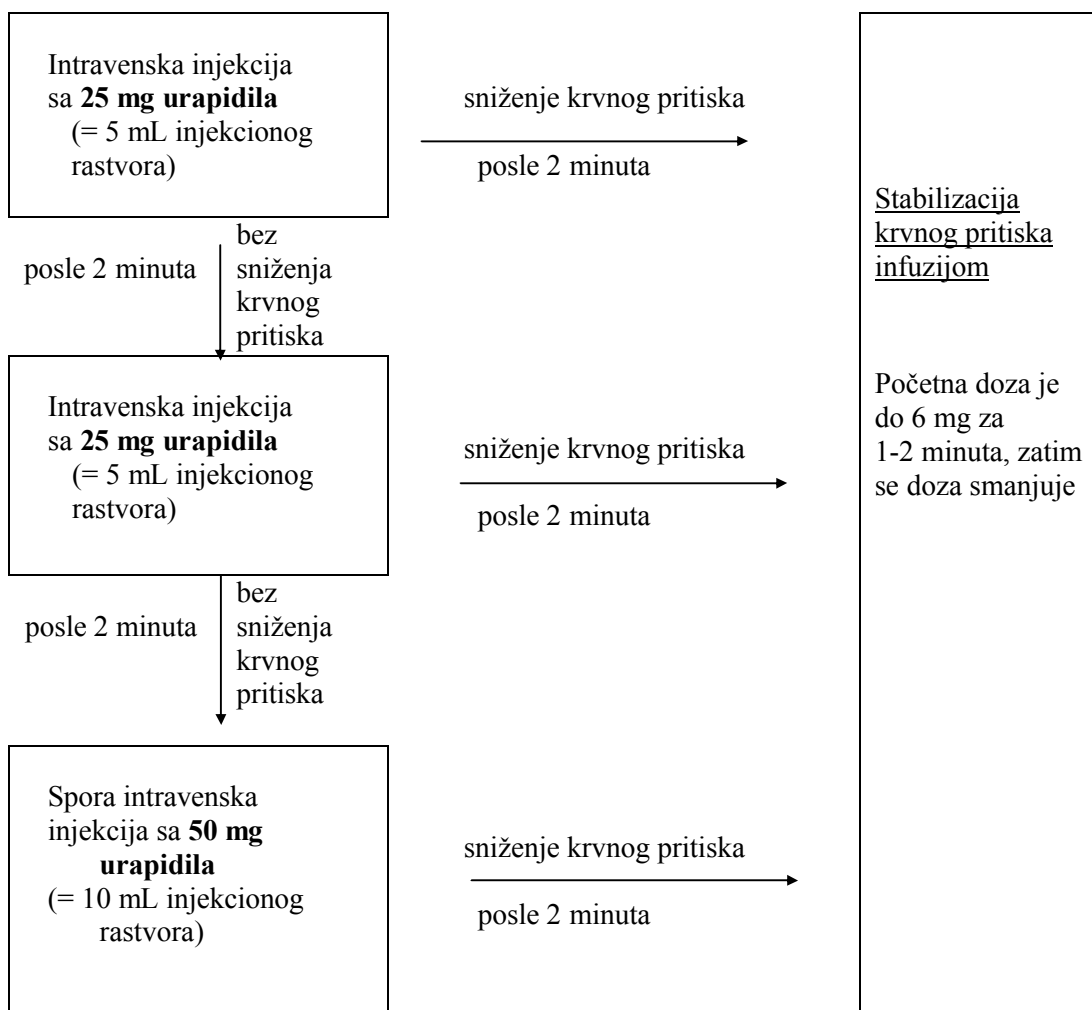 Intravenska injekcija
sa 25 mg urapidila
(= 5 mL injekcionog
rastvora)
sniženje krvnog pritiska
posle 2 minuta
posle 2 minuta
bez
sniženja
krvnog
pritiska
Intravenska injekcija
sa 25 mg urapidila
(= 5 mL injekcionog
rastvora)
sniženje krvnog pritiska
posle 2 minuta
posle 2 minuta
bez
sniženja
krvnog
pritiska
Spora intravenska
injekcija sa 50 mg
urapidila
(= 10 mL injekcionog
rastvora)
sniženje krvnog pritiska
posle 2 minuta
Stabilizacija
krvnog pritiska
infuzijom
Početna doza je
do 6 mg za
1-2 minuta, zatim
se doza smanjuje